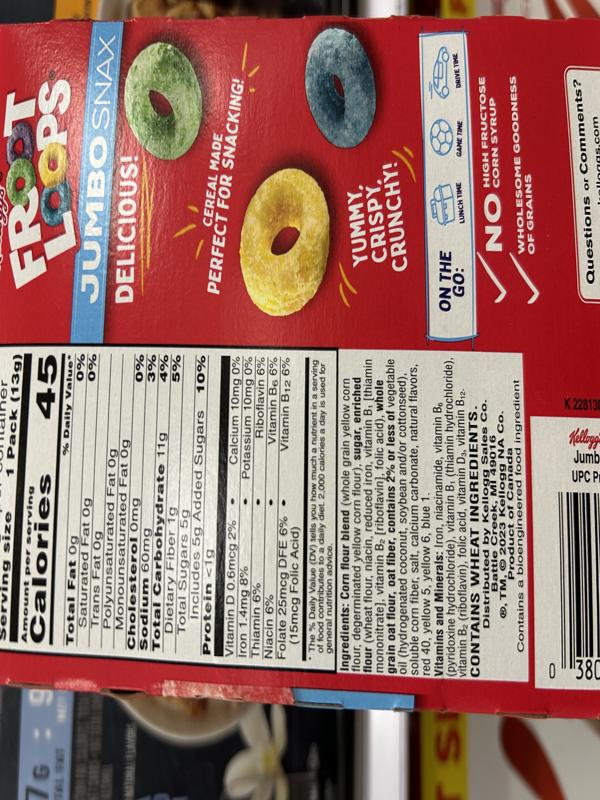 FROOT
LOOPS
JUMBO SNAX
DELICIOUS!
CEREAL MADE
PERFECT FOR SNACKING!
YUMMY,
CRISPY,
CRUNCHY!
ON THE
GO:
LUNCH TIME
GAME TIME
DRIVE TIME
NO HIGH FRUCTOSE
CORN SYRUP
WHOLESOME GOODNESS
OF GRAINS
Questions or Comments?
Container
Serving size 1 Pack (13g)
Amount per serving
Calories 45
% Daily Value*
Total Fat 0g 0%
Saturated Fat 0g 0%
Trans Fat 0g
Polyunsaturated Fat 0g
Monounsaturated Fat 0g
Cholesterol 0mg 0%
Sodium 60mg 3%
Total Carbohydrate 11g 4%
Dietary Fiber 1g 5%
Total Sugars 5g
Includes 5g Added Sugars 10%
Protein <1g
Vitamin D 0.6mcg 2% • Calcium 10mg 0%
Iron 1.4mg 8% • Potassium 10mg 0%
Thiamin 6% • Riboflavin 6%
Niacin 6% • Vitamin B6 6%
Folate 25mcg DFE 6% • Vitamin B12 6%
(15mcg Folic Acid)
* The % Daily Value (DV) tells you how much a nutrient in a serving
of food contributes to a daily diet. 2,000 calories a day is used for
general nutrition advice.
Ingredients: Corn flour blend (whole grain yellow corn
flour, degerminated yellow corn flour), sugar, enriched
flour (wheat flour, niacin, reduced iron, vitamin B1 [thiamin
mononitrate], vitamin B2 [riboflavin], folic acid), whole
grain oat flour, oat fiber, contains 2% or less of vegetable
oil (hydrogenated coconut, soybean and/or cottonseed),
soluble corn fiber, salt, calcium carbonate, natural flavors,
red 40, yellow 5, yellow 6, blue 1.
Vitamins and Minerals: Iron, niacinamide, vitamin B6
(pyridoxine hydrochloride), vitamin B1 (thiamin hydrochloride),
vitamin B2 (riboflavin), folic acid, vitamin D3, vitamin B12.
CONTAINS WHEAT INGREDIENTS.
Distributed by Kellogg Sales Co.
Battle Creek, MI 49016
®, TM, © 2021 Kellogg NA Co.
Product of Canada
Contains a bioengineered food ingredient
Kellogg's
Jumb
UPC
0
380